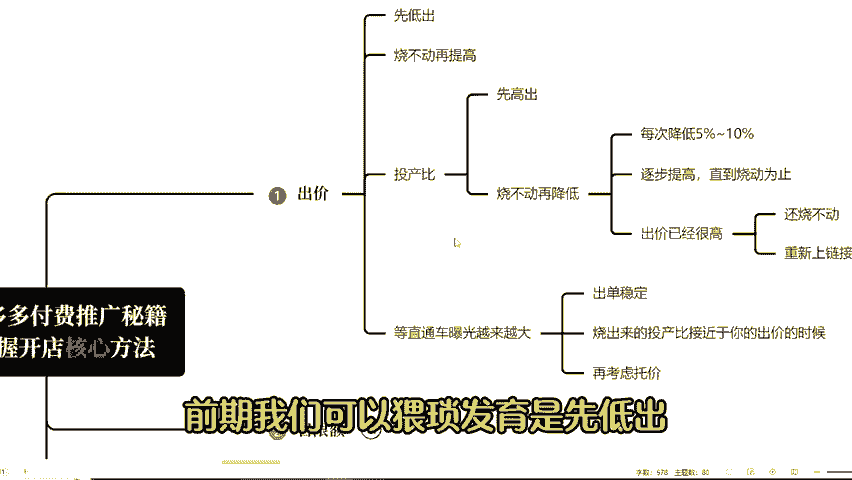 先低出
烧不动再提高
先高出
每次降低5%~10%
投产比
逐步提高，直到烧动为止
烧不动再降低
① 出价
还烧不动
出价已经很高
重新上链接
多多付费推广秘籍
握开店核心方法
出单稳定
等直通车曝光越来越大
烧出来的投产比接近于你的出价的时候
再考虑托价
前期我们可以猥琐发育是先低出
字数：578 主题数：80